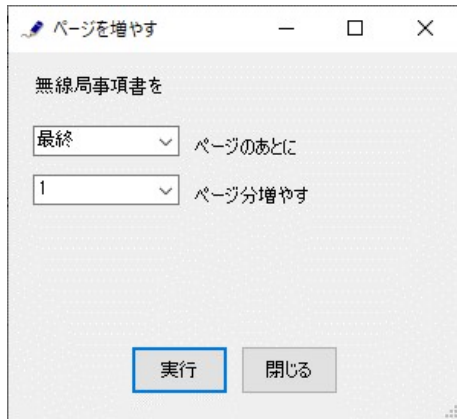 ページを増やす
無線局事項書を
最終 ページのあとに
1 ページ分増やす
実行 閉じる